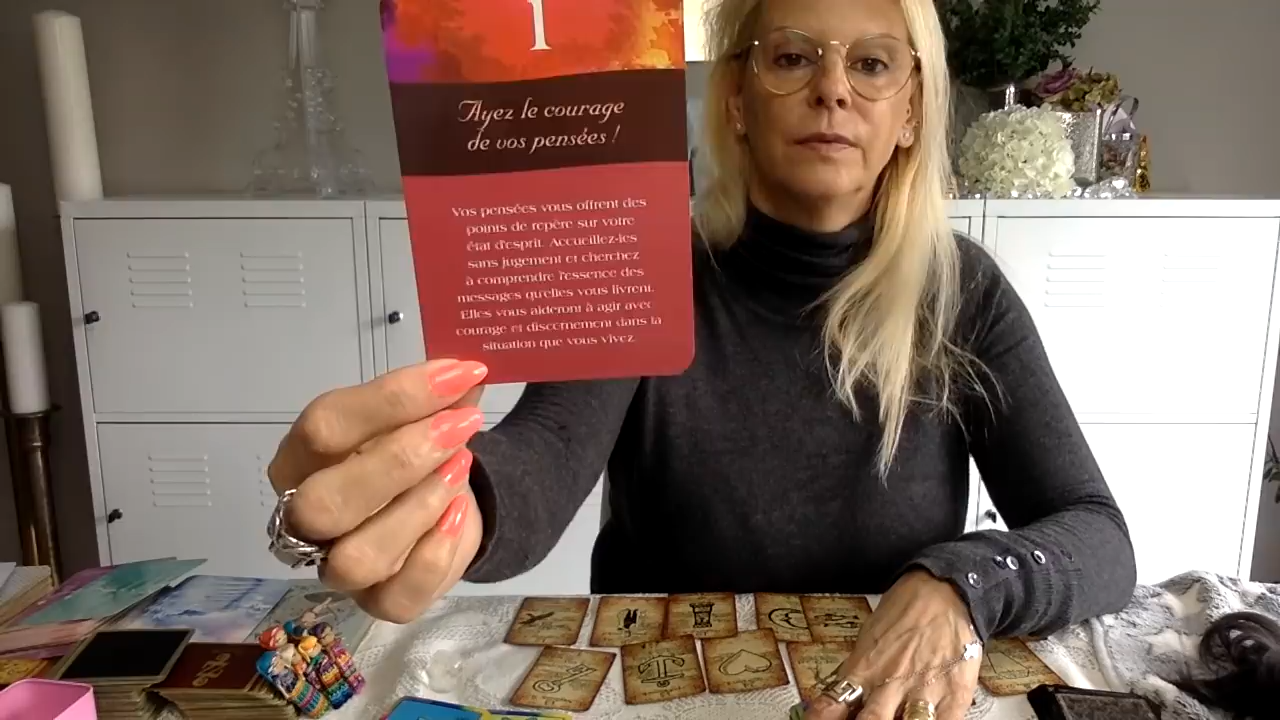 1
Ayez le courage
de vos pensées !
Vos pensées vous offrent des
points de repère sur votre
état d'esprit. Accueillez-les
sans jugement et cherchez
à comprendre l'essence des
messages qu'elles vous livrent.
Elles vous aideront à agir avec
courage et discernement dans la
situation que vous vivez